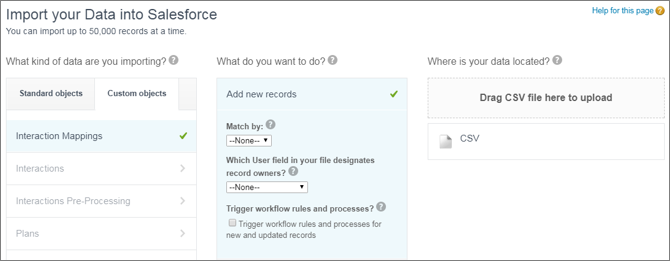 Import your Data into Salesforce
Help for this page ?
You can import up to 50,000 records at a time.
What kind of data are you importing? ?
Standard objects
Custom objects
Interaction Mappings
Interactions
Interactions Pre-Processing
Plans
What do you want to do? ?
Add new records
Match by: ?
--None--
Which User field in your file designates
record owners? ?
--None--
Trigger workflow rules and processes? ?
Trigger workflow rules and processes for
new and updated records
Where is your data located? ?
Drag CSV file here to upload
CSV